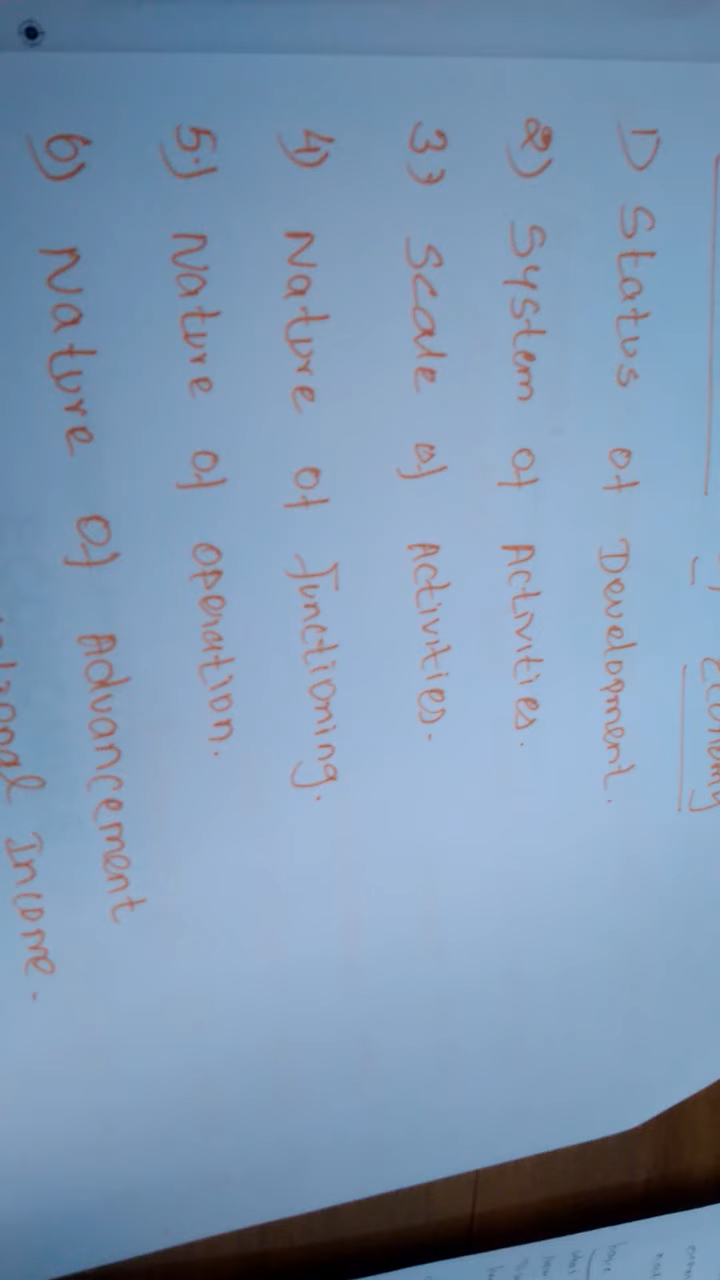 Economy
1) Status of Development.
2) System of Activities.
3) Scale of Activities.
4) Nature of functioning.
5.) Nature of operation.
6) Nature of Advancement
Income.